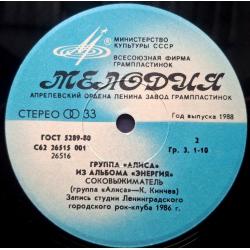 МИНИСТЕРСТВО
КУЛЬТУРЫ СССР
ВСЕСОЮЗНАЯ ФИРМА
ГРАМПЛАСТИНОК
МЕЛОДИЯ
АПРЕЛЕВСКИЙ ОРДЕНА ЛЕНИНА ЗАВОД ГРАМПЛАСТИНОК
СТЕРЕО 33
Год выпуска 1988
ГОСТ 5289-80
С62 26515 001
26516
2
Гр. 3. 1-10
ГРУППА «АЛИСА»
ИЗ АЛЬБОМА «ЭНЕРГИЯ»
СОКОВЫЖИМАТЕЛЬ
(группа «Алиса»—К. Кинчев)
Запись студии Ленинградского
городского рок-клуба 1986 г.